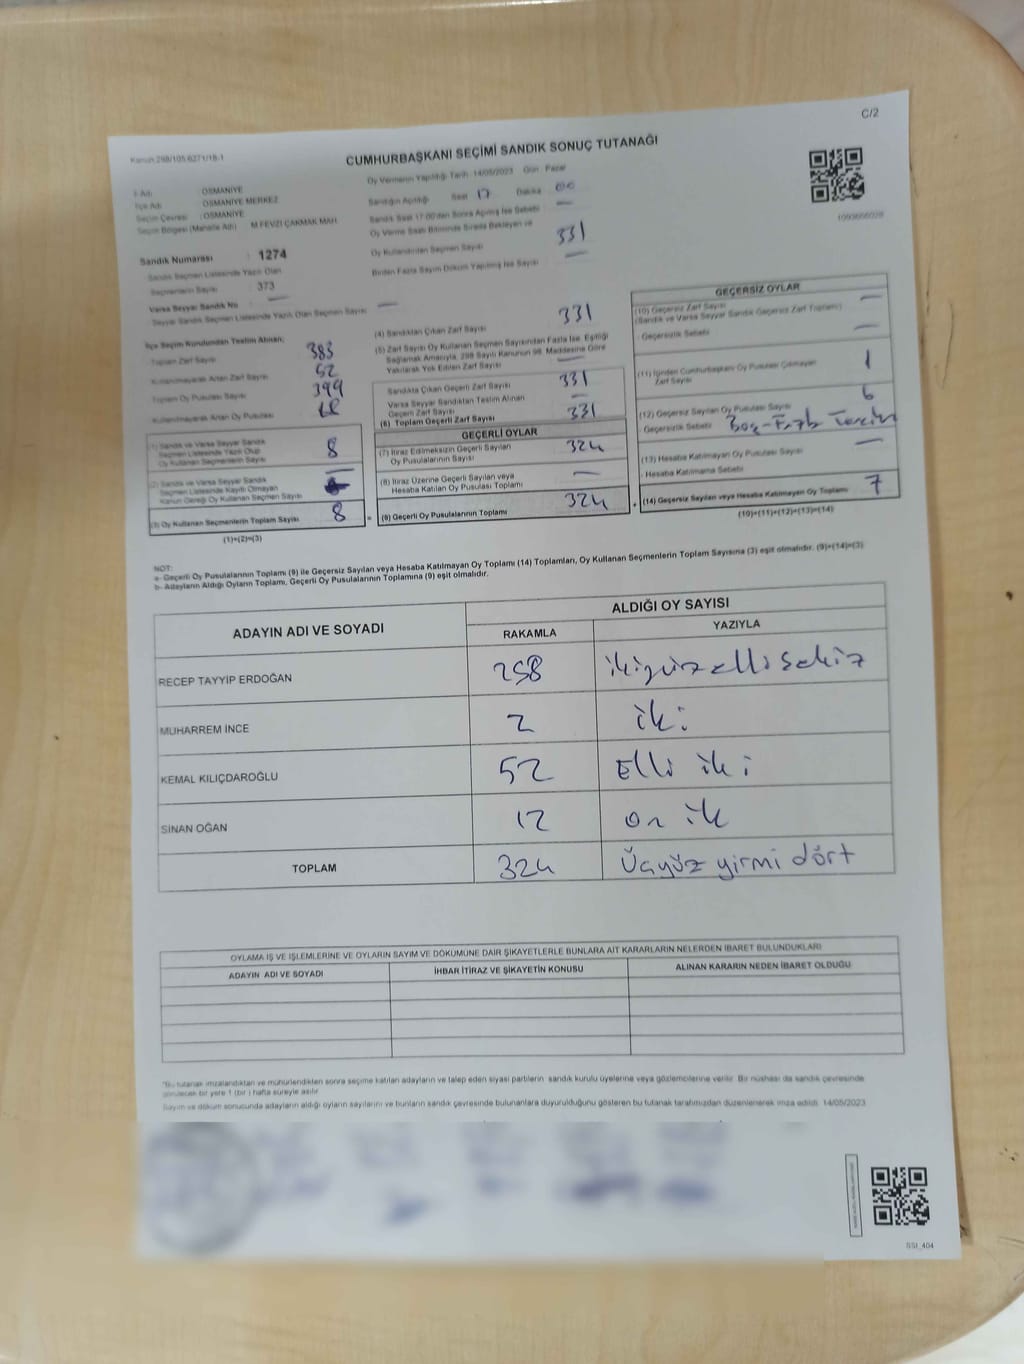 C/2
Kanun:298/105,6271/18-1
CUMHURBAŞKANI SEÇİMİ SANDIK SONUÇ TUTANAĞI
İl Adı : OSMANİYE
İlçe Adı : OSMANİYE MERKEZ
Seçim Çevresi : OSMANİYE
Seçim Bölgesi (Mahalle Adı) : M.FEVZİ ÇAKMAK MAH.
Sandık Numarası : 1274
Sandık Seçmen Listesinde Yazılı Olan
Seçmenlerin Sayısı : 373
Varsa Seyyar Sandık No —
Seyyar Sandık Seçmen Listesinde Yazılı Olan Seçmen Sayısı —
Oy Vermenin Yapıldığı Tarih :14/05/2023 Gün :Pazar
Sandığın Açıldığı Saat 17 Dakika 00
Sandık Saat 17:00'dan Sonra Açılmış İse Sebebi —
Oy Verme Saati Bitiminde Sırada Bekleyen ve
Oy Kullandırılan Seçmen Sayısı 331
Birden Fazla Sayım Döküm Yapılmış İse Sayısı —
İlçe Seçim Kurulundan Teslim Alınan;
Toplam Zarf Sayısı 383
Kullanılmayarak Artan Zarf Sayısı 52
Toplam Oy Pusulası Sayısı 399
Kullanılmayarak Artan Oy Pusulası
(1) Sandık ve Varsa Seyyar Sandık
Seçmen Listesinde Yazılı Olup
Oy Kullanan Seçmenlerin Sayısı 8
(2) Sandık ve Varsa Seyyar Sandık
Seçmen Listesinde Kayıtlı Olmayan
Kanun Gereği Oy Kullanan Seçmen Sayısı
(3) Oy Kullanan Seçmenlerin Toplam Sayısı 8
(1)+(2)=(3)
(4) Sandıktan Çıkan Zarf Sayısı 331
(5) Zarf Sayısı Oy Kullanan Seçmen Sayısından Fazla İse, Eşitliği
Sağlamak Amacıyla, 298 Sayılı Kanunun 98. Maddesine Göre
Yakılarak Yok Edilen Zarf Sayısı —
Sandıkta Çıkan Geçerli Zarf Sayısı 331
Varsa Seyyar Sandıktan Teslim Alınan
Geçerli Zarf Sayısı —
(6) Toplam Geçerli Zarf Sayısı 331
GEÇERLİ OYLAR
(7) İtiraz Edilmeksizin Geçerli Sayılan
Oy Pusulalarının Sayısı 324
(8) İtiraz Üzerine Geçerli Sayılan veya
Hesaba Katılan Oy Pusulası Toplamı —
= (9) Geçerli Oy Pusulalarının Toplamı 324
GEÇERSİZ OYLAR
(10) Geçersiz Zarf Sayısı —
(Sandık ve Varsa Seyyar Sandık Geçersiz Zarf Toplamı)
- Geçersizlik Sebebi —
(11) İçinden Cumhurbaşkanı Oy Pusulası Çıkmayan
Zarf Sayısı 1
(12) Geçersiz Sayılan Oy Pusulası Sayısı 6
- Geçersizlik Sebebi Boş-Fazla Tercih
(13) Hesaba Katılmayan Oy Pusulası Sayısı —
- Hesaba Katılmama Sebebi
+ (14) Geçersiz Sayılan veya Hesaba Katılmayan Oy Toplamı 7
(10)+(11)+(12)+(13)=(14)
NOT:
a- Geçerli Oy Pusulalarının Toplamı (9) ile Geçersiz Sayılan veya Hesaba Katılmayan Oy Toplamı (14) Toplamları, Oy Kullanan Seçmenlerin Toplam Sayısına (3) eşit olmalıdır. (9)+(14)=(3)
b- Adayların Aldığı Oyların Toplamı, Geçerli Oy Pusulalarının Toplamına (9) eşit olmalıdır.
ADAYIN ADI VE SOYADI
ALDIĞI OY SAYISI
RAKAMLA YAZIYLA
RECEP TAYYİP ERDOĞAN 258 ikiyüzellisekiz
MUHARREM İNCE 2 iki
KEMAL KILIÇDAROĞLU 52 Elli iki
SİNAN OĞAN 12 on ik
TOPLAM 324 Üçyüz yirmi dört
OYLAMA İŞ VE İŞLEMLERİNE VE OYLARIN SAYIM VE DÖKÜMÜNE DAİR ŞİKAYETLERLE BUNLARA AİT KARARLARIN NELERDEN İBARET BULUNDUKLARI
ADAYIN ADI VE SOYADI İHBAR İTİRAZ VE ŞİKAYETİN KONUSU ALINAN KARARIN NEDEN İBARET OLDUĞU
*Bu tutanak imzalandıktan ve mühürlendikten sonra seçime katılan adayların ve talep eden siyasi partilerin sandık kurulu üyelerine veya gözlemcilerine verilir. Bir nüshası da sandık çevresinde
görülecek bir yere 1 (bir) hafta süreyle asılır.
Sayım ve döküm sonucunda adayların aldığı oyların sayılarını ve bunların sandık çevresinde bulunanlara duyurulduğunu gösteren bu tutanak tarafımızdan düzenlenerek imza edildi. 14/05/2023
SSI_404